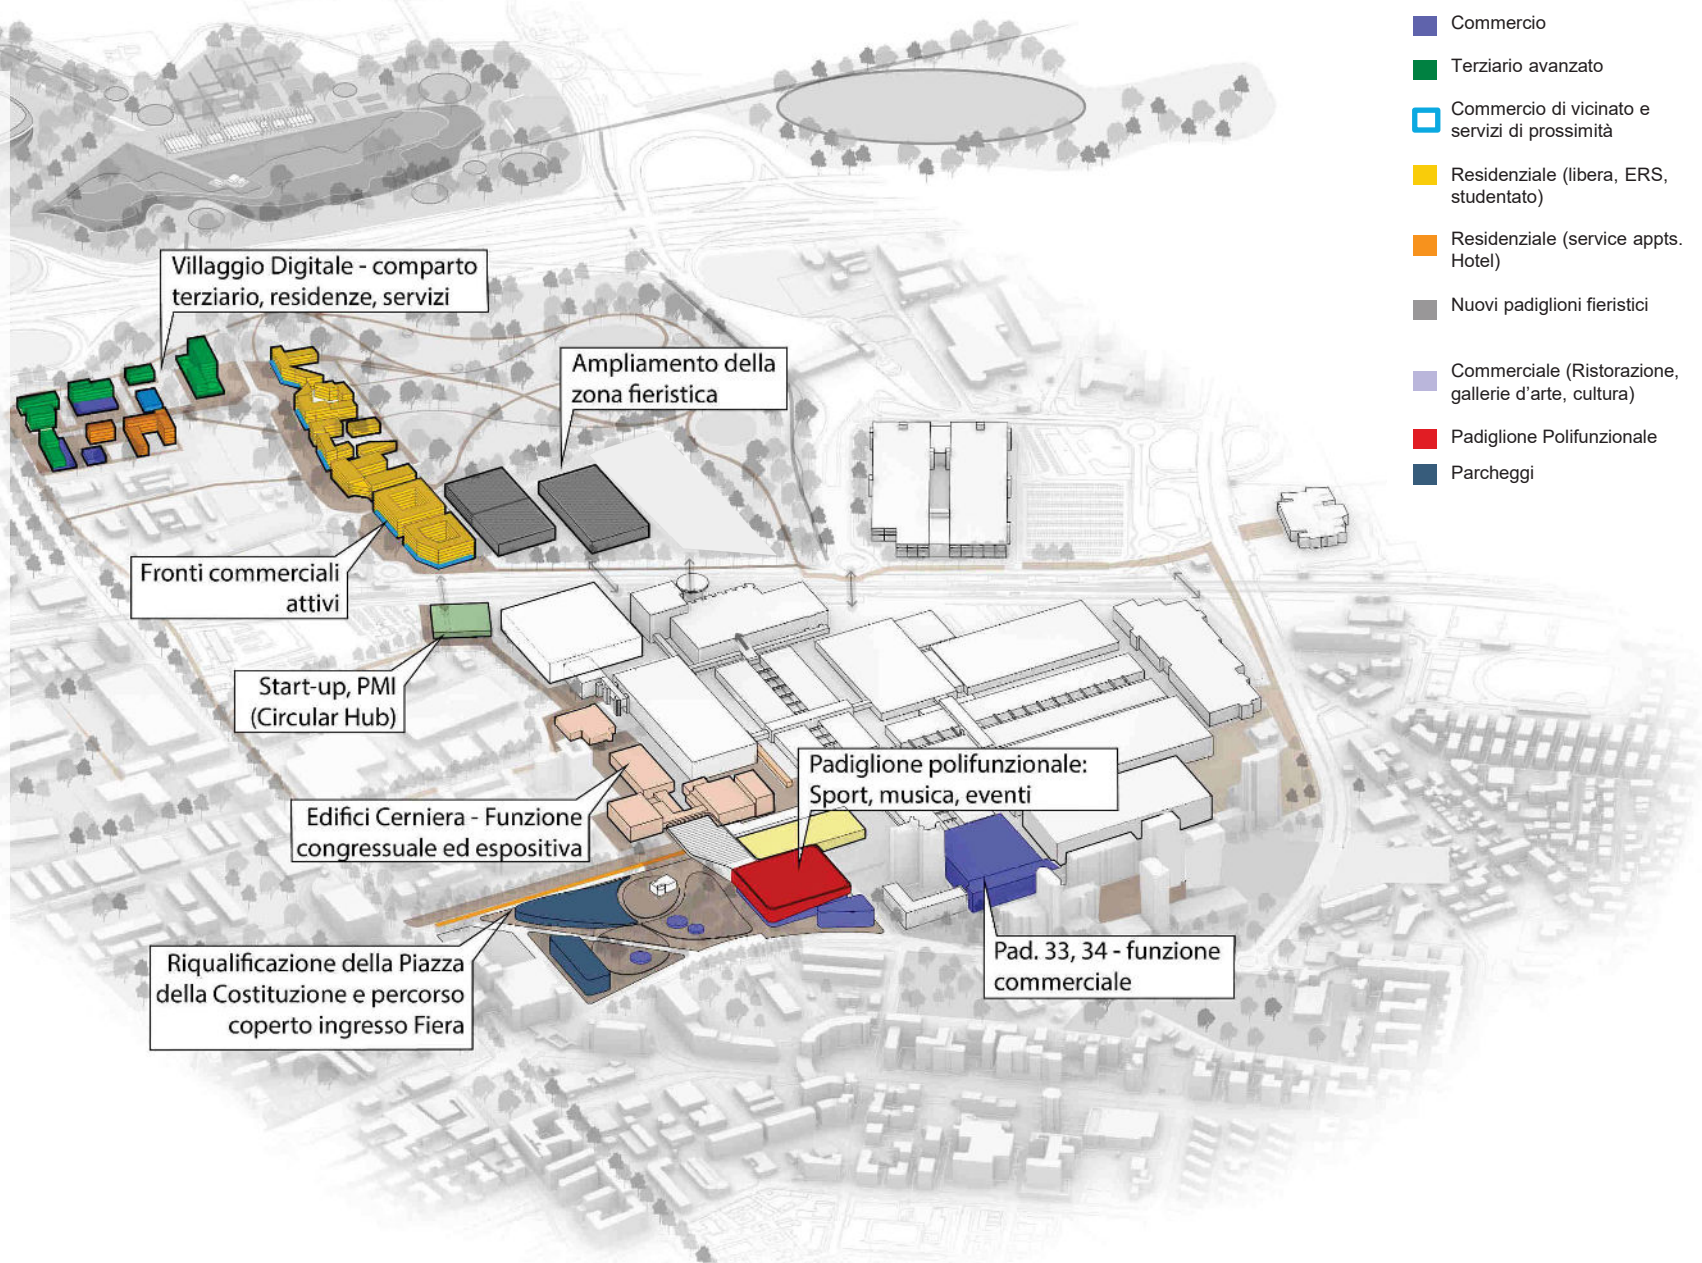 Commercio
Terziario avanzato
Commercio di vicinato e
servizi di prossimità
Residenziale (libera, ERS,
studentato)
Residenziale (service appts.
Hotel)
Nuovi padiglioni fieristici
Commerciale (Ristorazione,
gallerie d'arte, cultura)
Padiglione Polifunzionale
Parcheggi
Villaggio Digitale - comparto
terziario, residenze, servizi
Ampliamento della
zona fieristica
Fronti commerciali
attivi
Start-up, PMI
(Circular Hub)
Padiglione polifunzionale:
Sport, musica, eventi
Edifici Cerniera - Funzione
congressuale ed espositiva
Riqualificazione della Piazza
della Costituzione e percorso
coperto ingresso Fiera
Pad. 33, 34 - funzione
commerciale